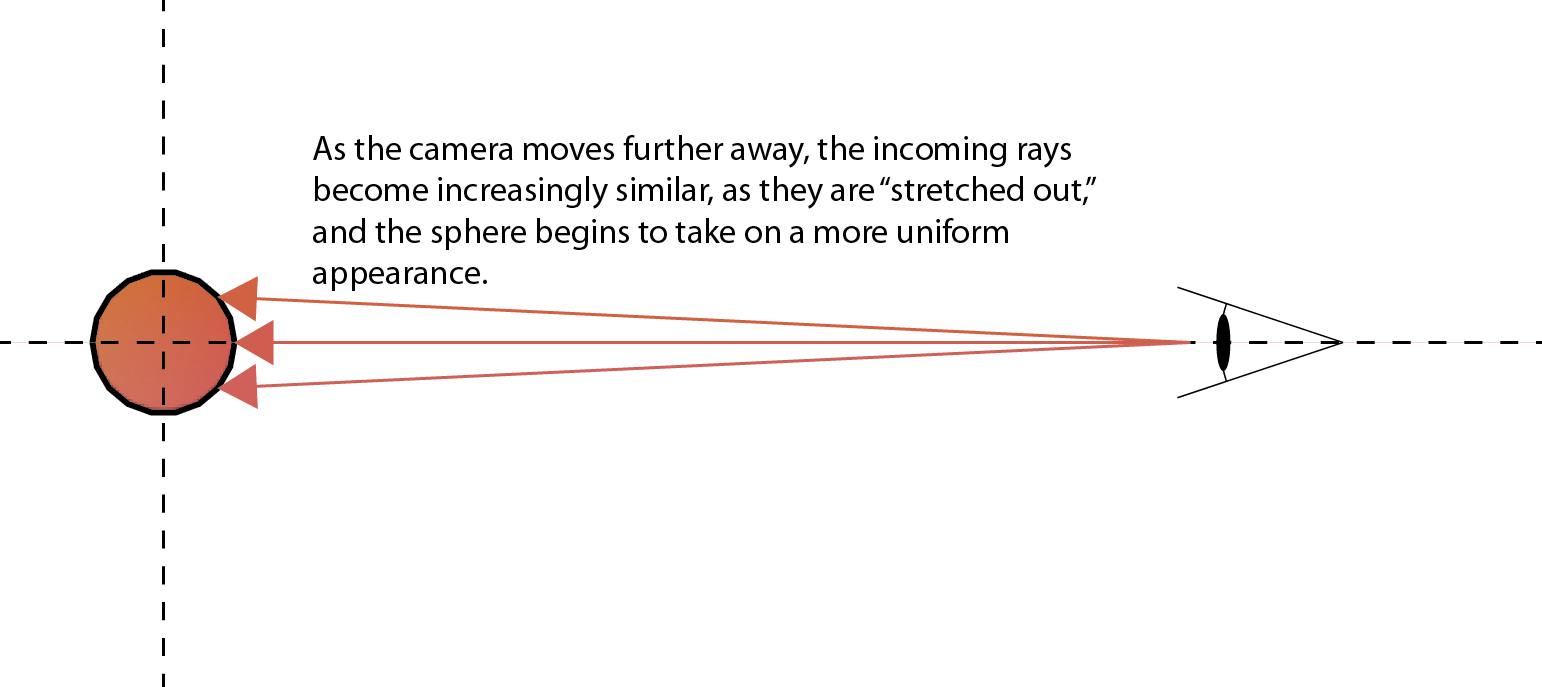 As the camera moves further away, the incoming rays
become increasingly similar, as they are “stretched out,”
and the sphere begins to take on a more uniform
appearance.